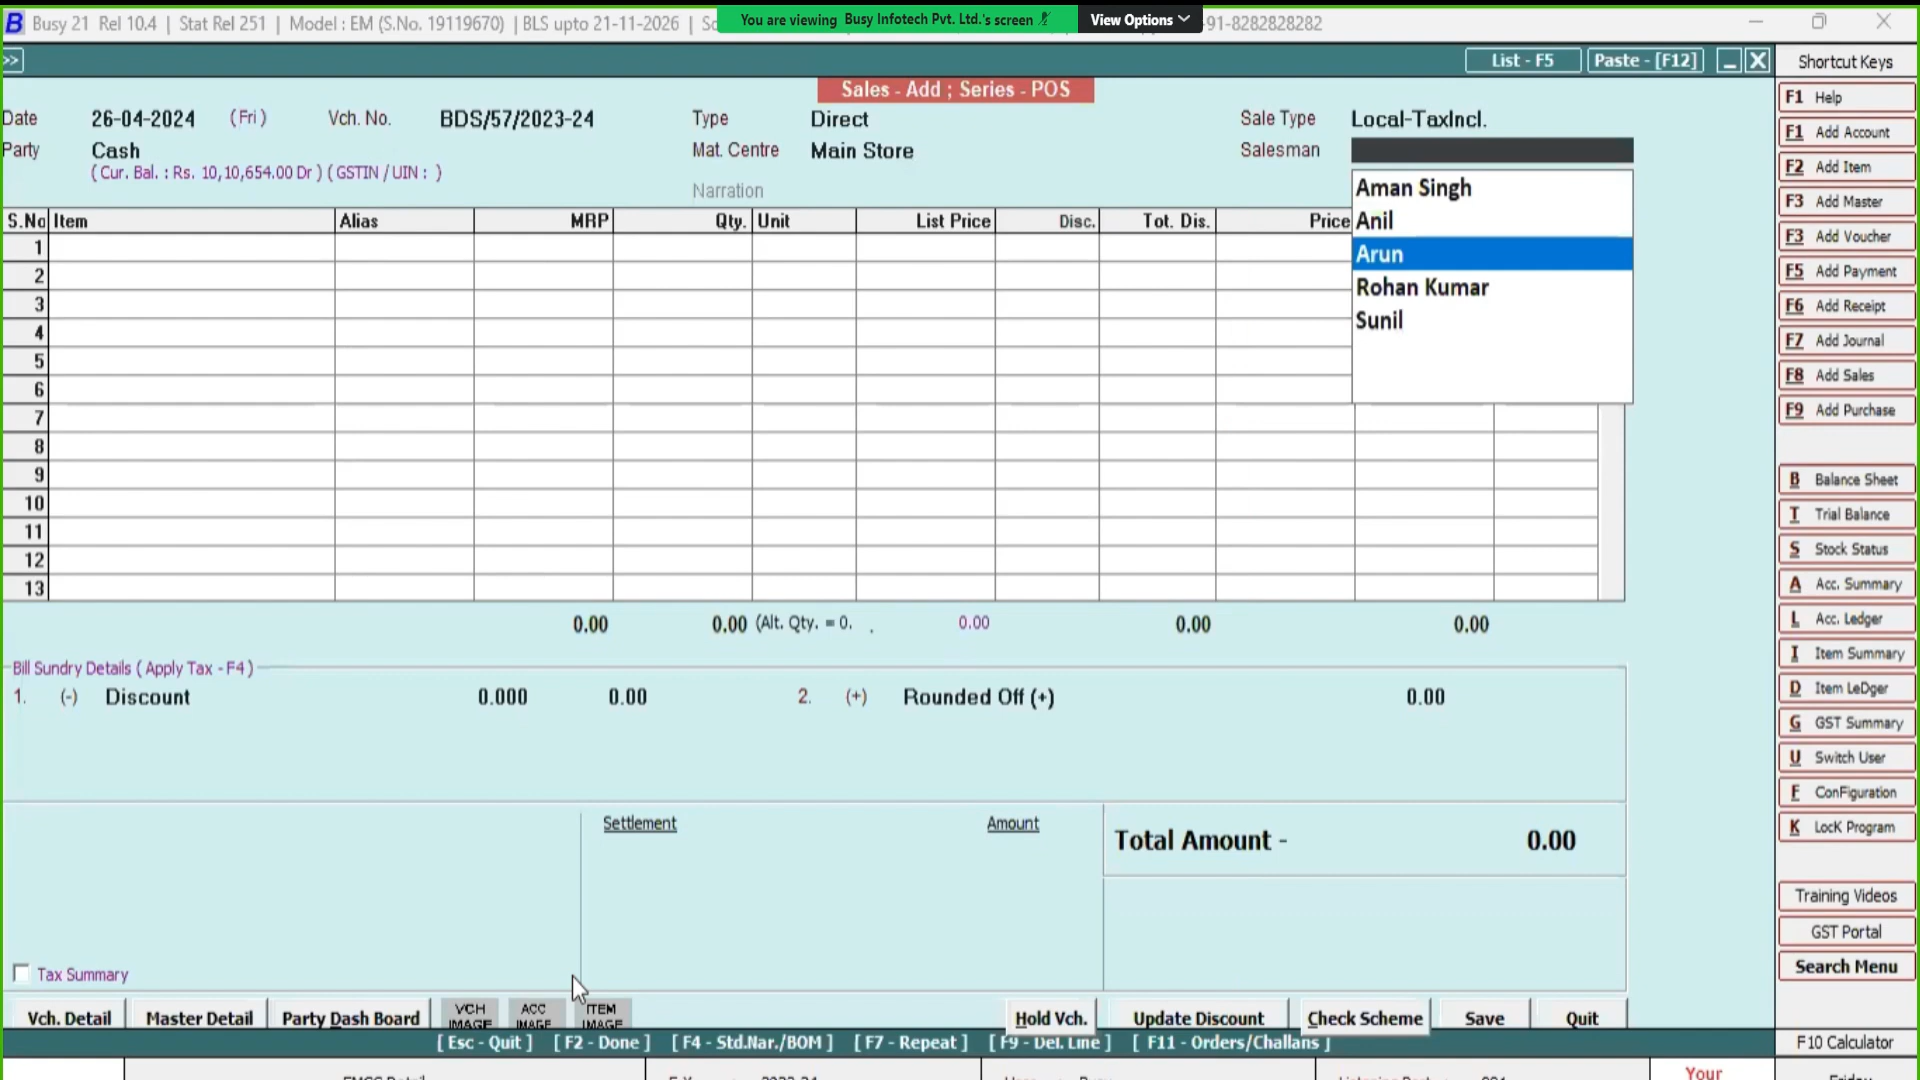 Busy 21 Rel 10.4 | Stat Rel 251 | Model : EM (S.No. 19119670) | BLS upto 21-11-2026 |
You are viewing Busy Infotech Pvt. Ltd.'s screen
View Options
-91-8282828282
>>
List - F5
Paste - [F12]
Shortcut Keys
Sales - Add ; Series - POS
Date 26-04-2024 (Fri) Vch. No. BDS/57/2023-24 Type Direct Sale Type Local-TaxIncl.
Party Cash Mat. Centre Main Store Salesman
( Cur. Bal. : Rs. 10,10,654.00 Dr ) ( GSTIN / UIN : )
Narration
Aman Singh
Anil
Arun
Rohan Kumar
Sunil
S.No Item Alias MRP Qty. Unit List Price Disc. Tot. Dis. Price
1
2
3
4
5
6
7
8
9
10
11
12
13
0.00 0.00 (Alt. Qty. = 0. . 0.00 0.00 0.00
Bill Sundry Details ( Apply Tax - F4 )
1. (-) Discount 0.000 0.00 2. (+) Rounded Off (+) 0.00
Settlement Amount
Total Amount - 0.00
Tax Summary
Vch. Detail
Master Detail
Party Dash Board
VCH IMAGE
ACC IMAGE
ITEM IMAGE
Hold Vch.
Update Discount
Check Scheme
Save
Quit
[ Esc - Quit ] [ F2 - Done ] [ F4 - Std.Nar./BOM ] [ F7 - Repeat ] [ F9 - Del. Line ] [ F11 - Orders/Challans ]
F1 Help
F1 Add Account
F2 Add Item
F3 Add Master
F3 Add Voucher
F5 Add Payment
F6 Add Receipt
F7 Add Journal
F8 Add Sales
F9 Add Purchase
B Balance Sheet
T Trial Balance
S Stock Status
A Acc. Summary
L Acc. Ledger
I Item Summary
D Item LeDger
G GST Summary
U Switch User
F ConFiguration
K LocK Program
Training Videos
GST Portal
Search Menu
F10 Calculator
Your
Friday